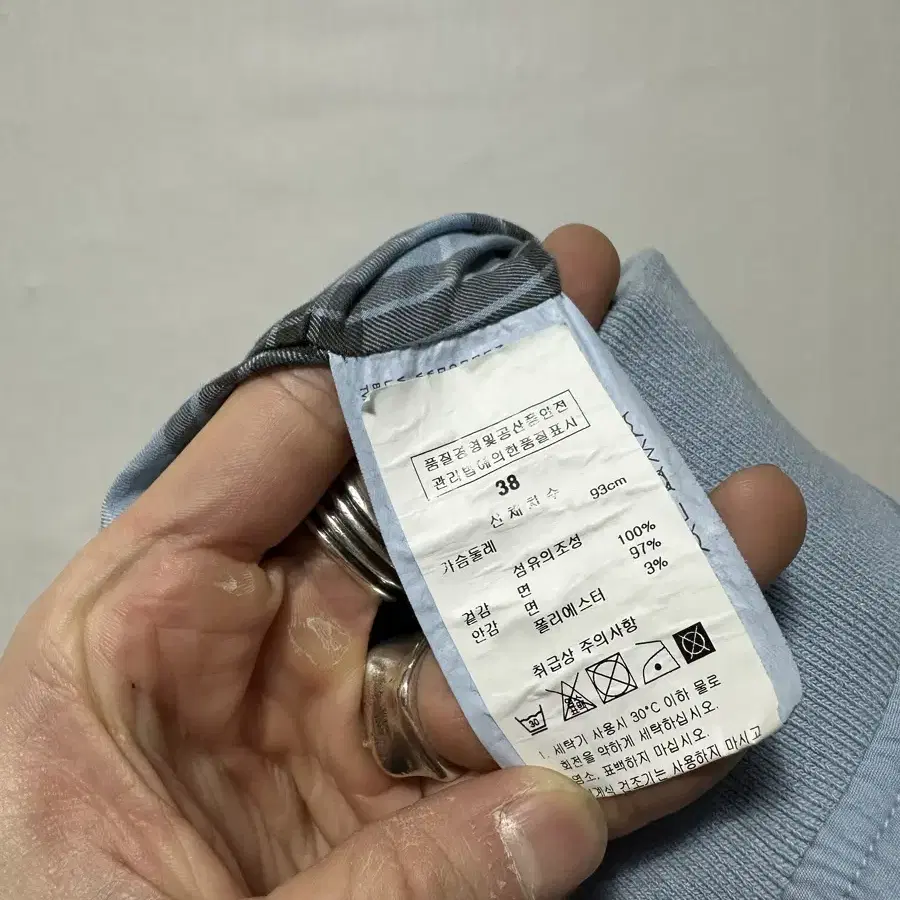 품질경영및공산품안전
관리법에의한품질표시
38
신체치수
가슴둘레 93cm
섬유의조성
겉감 면 100%
안감 면 97%
폴리에스터 3%
취급상 주의사항
30 표백
1. 세탁기 사용시 30°C 이하 물로
회전을 약하게 세탁하십시오.
염소, 표백하지 마십시오.
건조기는 사용하지 마시고